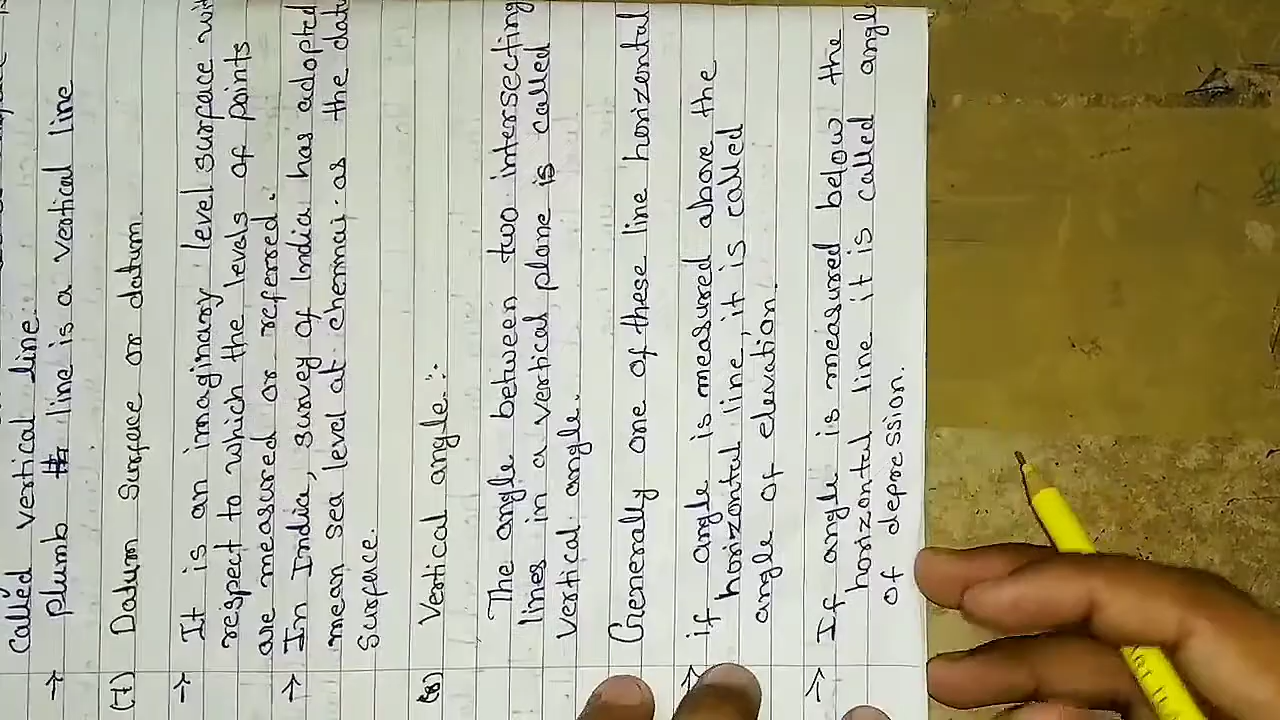 called vertical line.
→ plumb line is a vertical line
(7) Datum Surface or datum.
→ It is an imaginary level surface
respect to which the levels of points
are measured or referred.
→ In India, survey of India has adopted
mean sea level at chennai as the
Surface.
(8) Vertical angle :-
The angle between two intersecting
lines in a vertical plane is called
vertical angle.
Generally one of these line horizontal
→ if angle is measured above the
horizontal line, it is called
angle of elevation.
→ If angle is measured below the
horizontal line it is called angle
of depression.